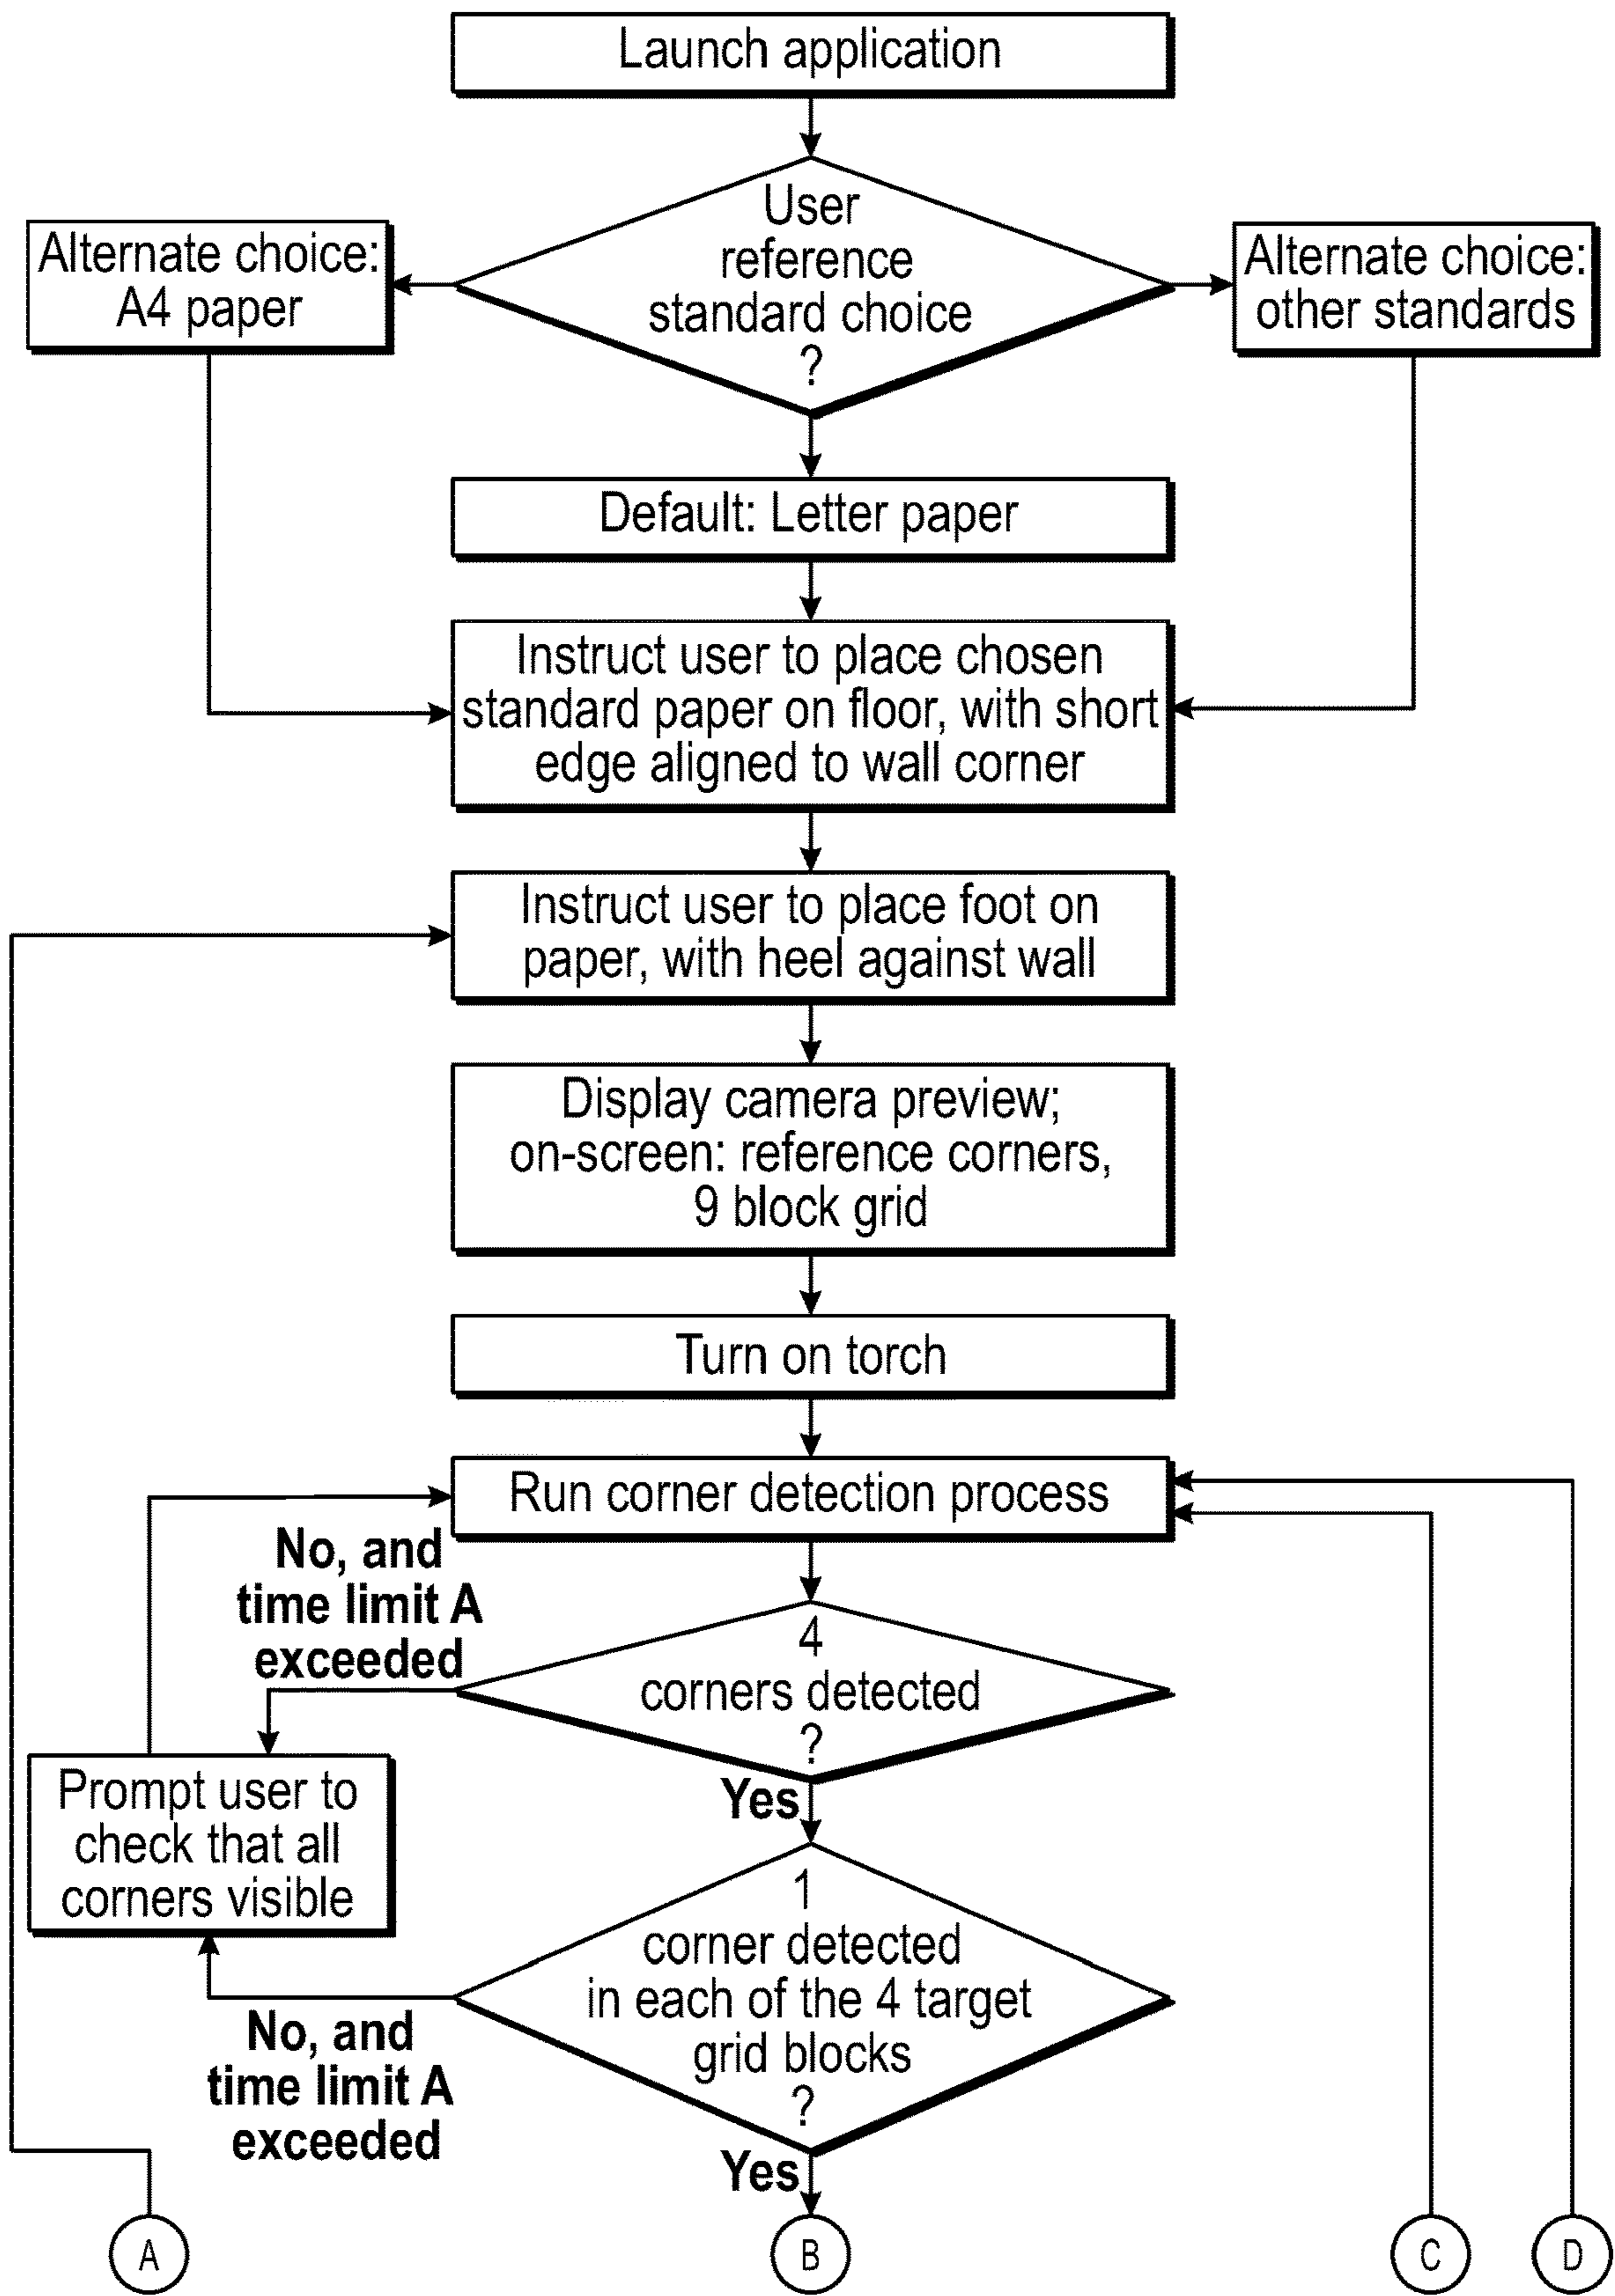 Launch application
User
reference
standard choice
?
Alternate choice:
A4 paper
Alternate choice:
other standards
Default: Letter paper
Instruct user to place chosen
standard paper on floor, with short
edge aligned to wall corner
Instruct user to place foot on
paper, with heel against wall
Display camera preview;
on-screen: reference corners,
9 block grid
Turn on torch
Run corner detection process
No, and
time limit A
exceeded
4
corners detected
?
Yes
Prompt user to
check that all
corners visible
1
corner detected
in each of the 4 target
grid blocks
?
No, and
time limit A
exceeded
Yes
A
B
C
D